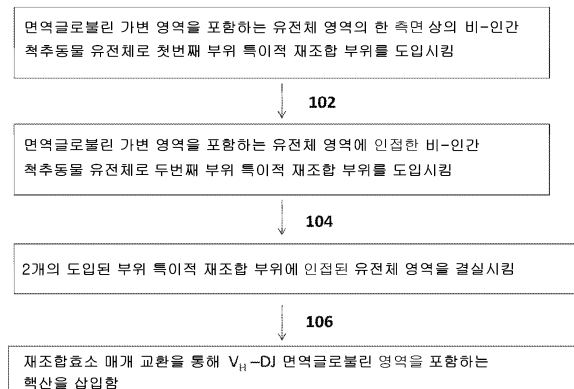 면역글로불린 가변 영역을 포함하는 유전체 영역의 한 측면 상의 비-인간
척추동물 유전체로 첫번째 부위 특이적 재조합 부위를 도입시킴
102
면역글로불린 가변 영역을 포함하는 유전체 영역에 인접한 비-인간
척추동물 유전체로 두번째 부위 특이적 재조합 부위를 도입시킴
104
2개의 도입된 부위 특이적 재조합 부위에 인접된 유전체 영역을 결실시킴
106
재조합효소 매개 교환을 통해 V_H-DJ 면역글로불린 영역을 포함하는
핵산을 삽입함